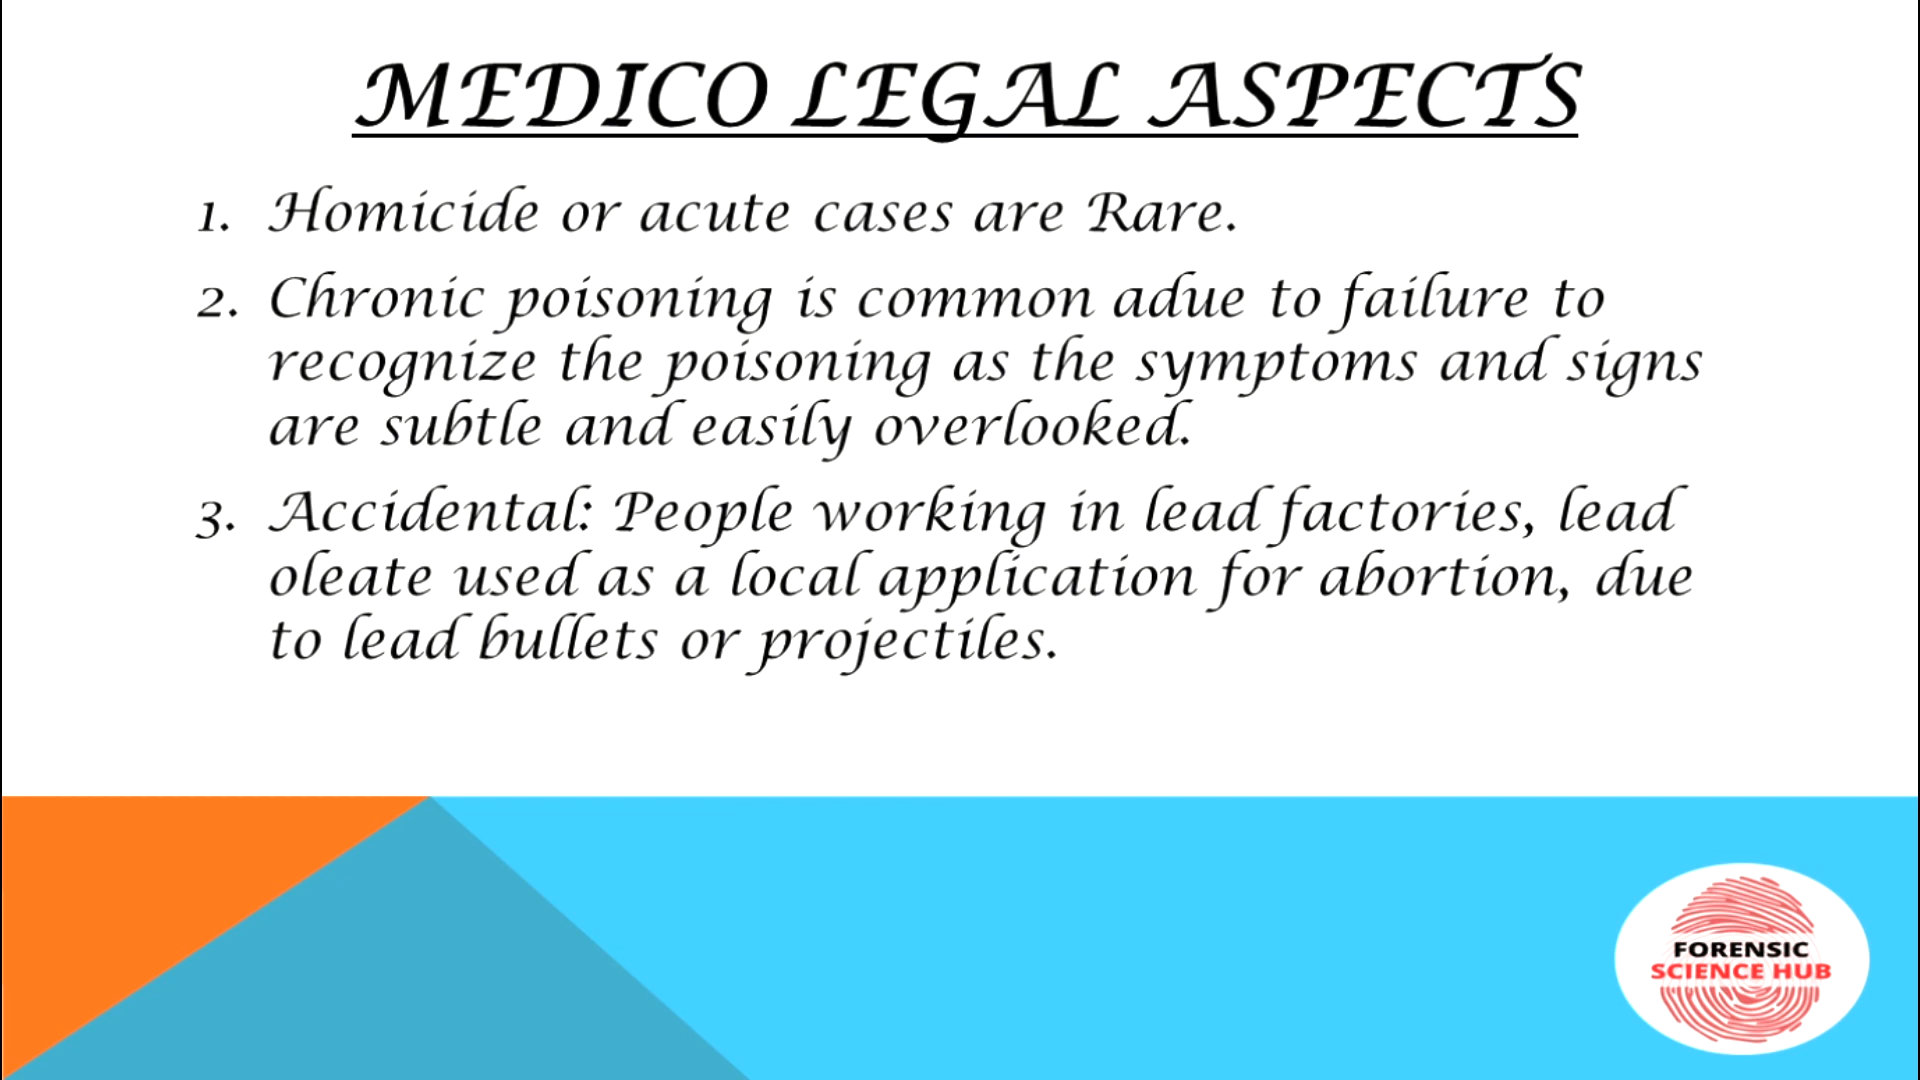 MEDICO LEGAL ASPECTS
1. Homicide or acute cases are Rare.
2. Chronic poisoning is common adue to failure to
recognize the poisoning as the symptoms and signs
are subtle and easily overlooked.
3. Accidental: People working in lead factories, lead
oleate used as a local application for abortion, due
to lead bullets or projectiles.
FORENSIC
SCIENCE HUB